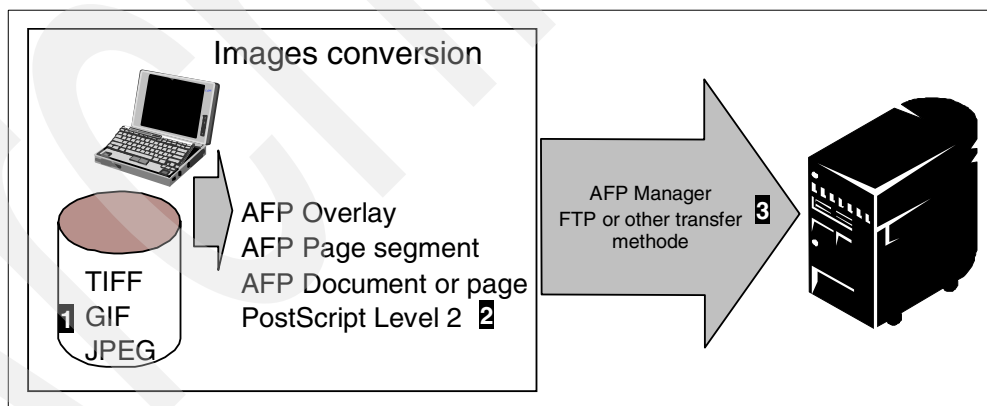 Images conversion
AFP Overlay
AFP Page segment
AFP Document or page
PostScript Level 2 2
TIFF
1 GIF
JPEG
AFP Manager
FTP or other transfer 3
methode